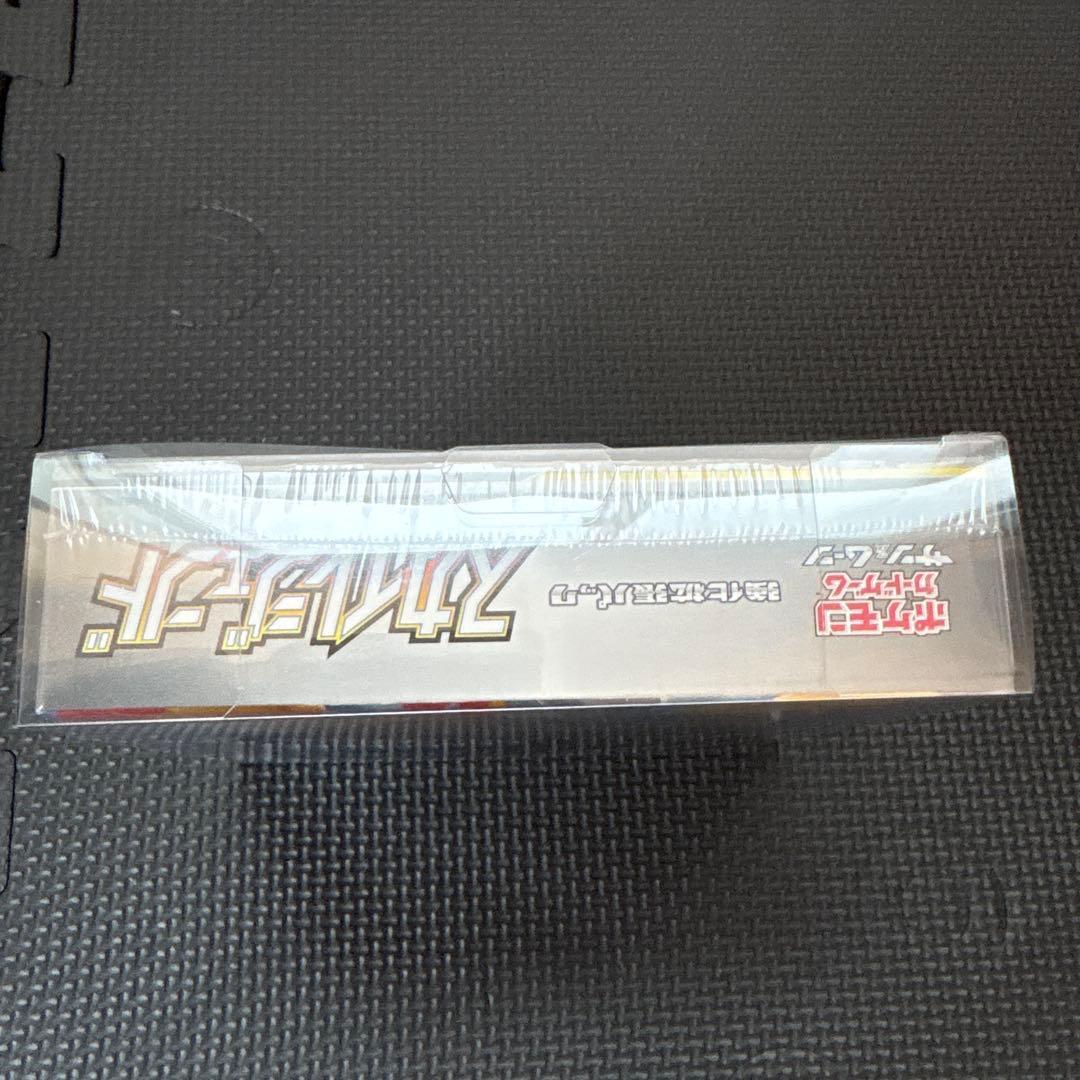 ポケモン
カードゲーム
サン&ムーン
強化拡張パック
スカイレジェンド